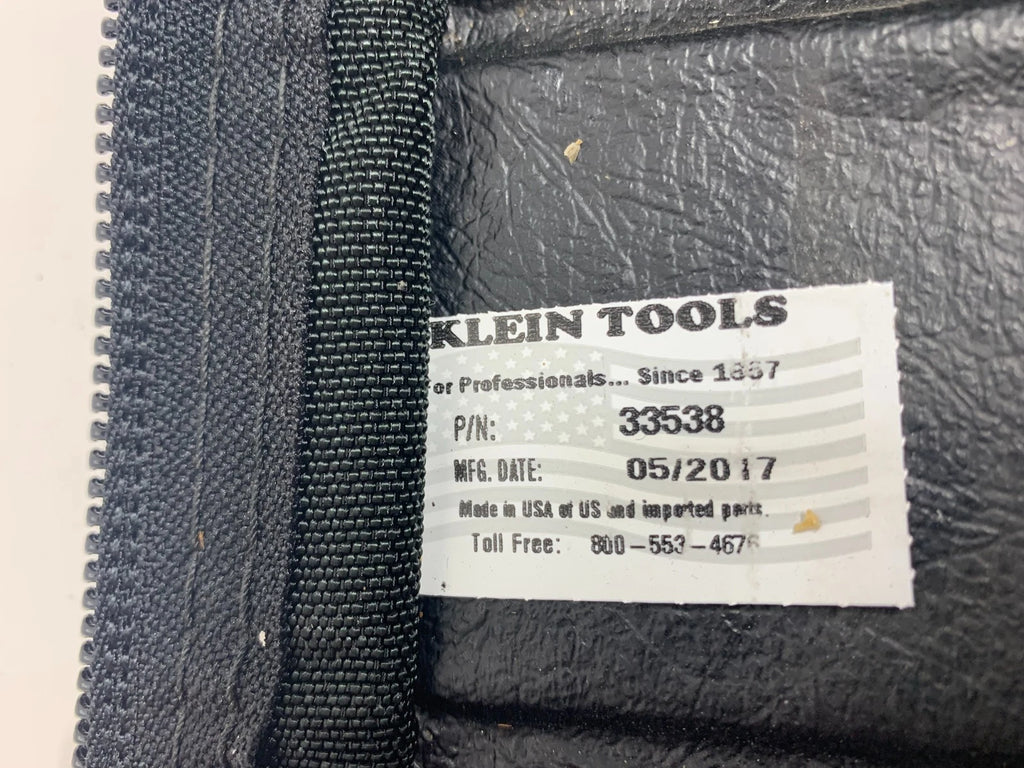 KLEIN TOOLS
or Professionals... Since 1857
P/N: 33538
MFG. DATE: 05/2017
Made in USA of US and imported parts.
Toll Free: 800-553-4676